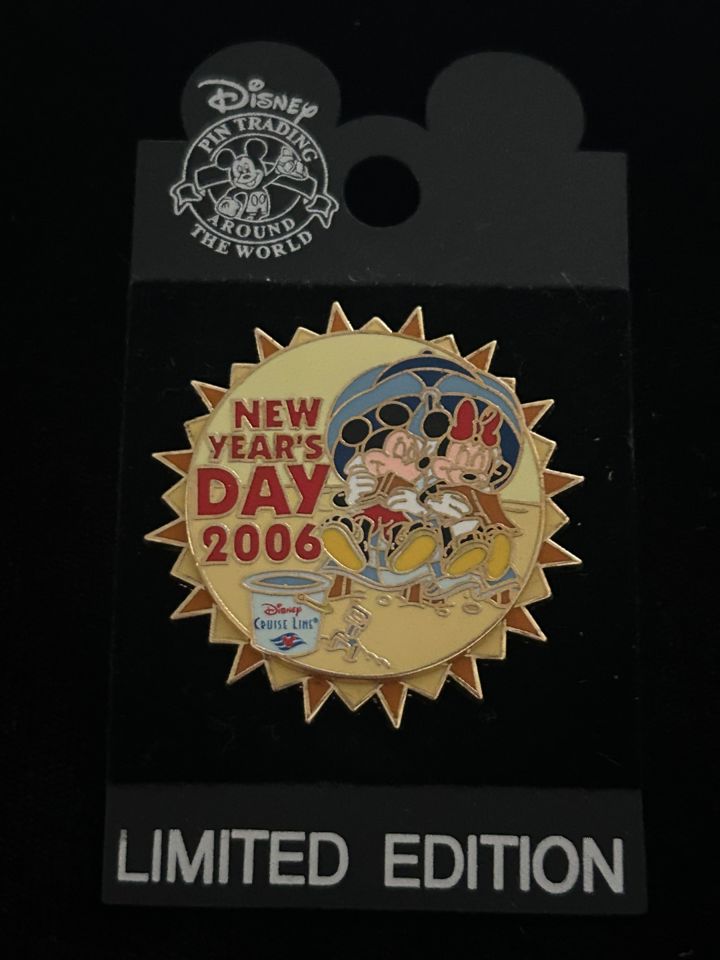 Disney
PIN TRADING
AROUND
THE WORLD
NEW
YEAR'S
DAY
2006
Disney
CRUISE LINE®
LIMITED EDITION